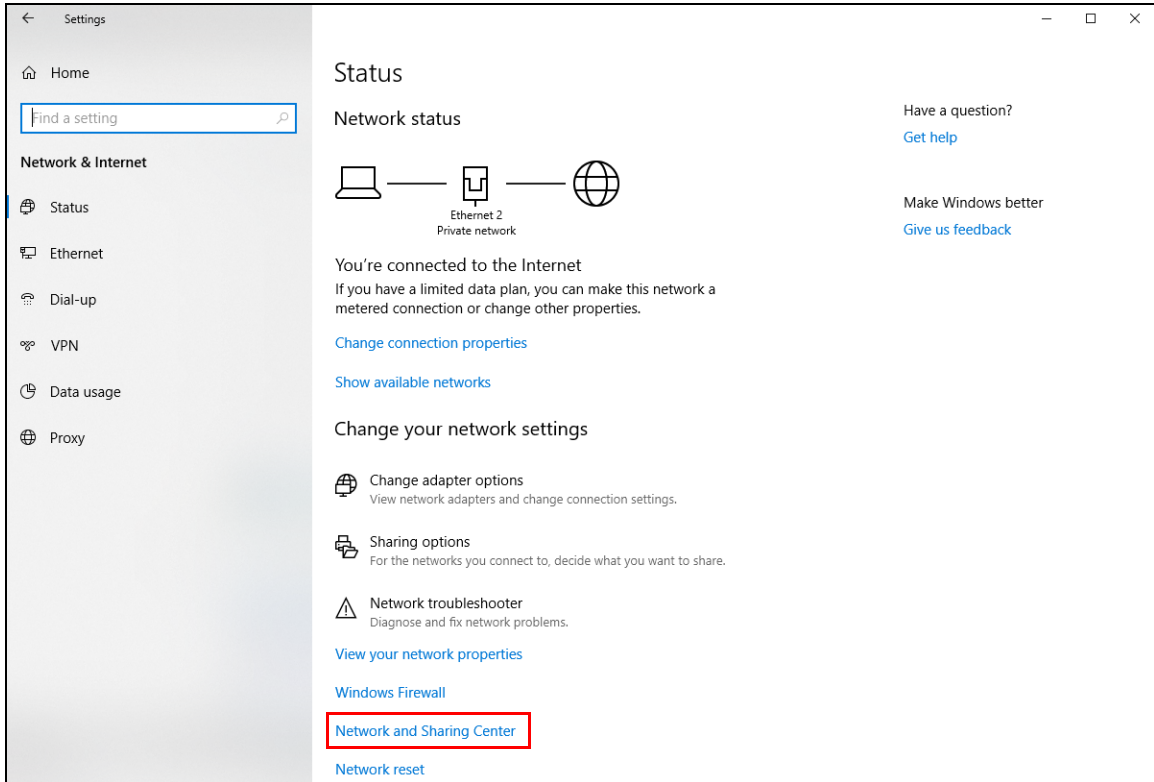 Settings
Home
Find a setting
Network & Internet
Status
Ethernet
Dial-up
VPN
Data usage
Proxy
Status
Network status
Ethernet 2
Private network
You're connected to the Internet
If you have a limited data plan, you can make this network a
metered connection or change other properties.
Change connection properties
Show available networks
Change your network settings
Change adapter options
View network adapters and change connection settings.
Sharing options
For the networks you connect to, decide what you want to share.
Network troubleshooter
Diagnose and fix network problems.
View your network properties
Windows Firewall
Network and Sharing Center
Network reset
Have a question?
Get help
Make Windows better
Give us feedback